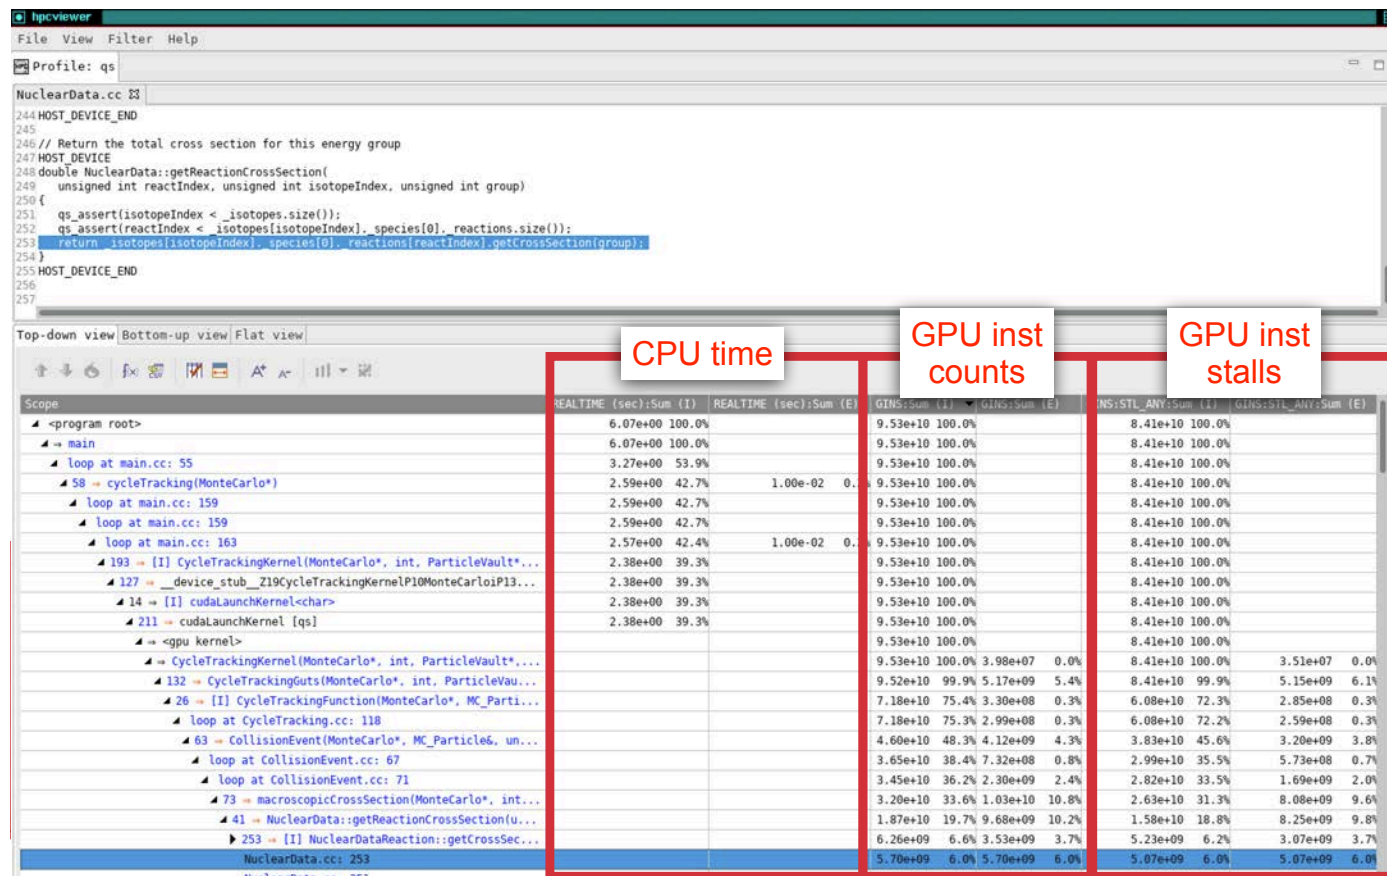 hpcviewer
File View Filter Help
Profile: qs
NuclearData.cc
244 HOST_DEVICE_END
245
246 // Return the total cross section for this energy group
247 HOST_DEVICE
248 double NuclearData::getReactionCrossSection(
249 unsigned int reactIndex, unsigned int isotopeIndex, unsigned int group)
250 {
251 qs_assert(isotopeIndex < _isotopes.size());
252 qs_assert(reactIndex < _isotopes[isotopeIndex]._species[0]._reactions.size());
253 return _isotopes[isotopeIndex]._species[0]._reactions[reactIndex].getCrossSection(group);
254 }
255 HOST_DEVICE_END
256
257
Top-down view Bottom-up view Flat view
CPU time
GPU inst
counts
GPU inst
stalls
Scope REALTIME (sec):Sum (I) REALTIME (sec):Sum (E) GINS:Sum (I) GINS:Sum (E) NS:STL_ANY:Sum (I) GINS:STL_ANY:Sum (E)
<program root> 6.07e+00 100.0% 9.53e+10 100.0% 8.41e+10 100.0%
main 6.07e+00 100.0% 9.53e+10 100.0% 8.41e+10 100.0%
loop at main.cc: 55 3.27e+00 53.9% 9.53e+10 100.0% 8.41e+10 100.0%
58 → cycleTracking(MonteCarlo*) 2.59e+00 42.7% 1.00e-02 0. 9.53e+10 100.0% 8.41e+10 100.0%
loop at main.cc: 159 2.59e+00 42.7% 9.53e+10 100.0% 8.41e+10 100.0%
loop at main.cc: 159 2.59e+00 42.7% 9.53e+10 100.0% 8.41e+10 100.0%
loop at main.cc: 163 2.57e+00 42.4% 1.00e-02 0. 9.53e+10 100.0% 8.41e+10 100.0%
193 → [I] CycleTrackingKernel(MonteCarlo*, int, ParticleVault*... 2.38e+00 39.3% 9.53e+10 100.0% 8.41e+10 100.0%
127 → __device_stub__Z19CycleTrackingKernelP10MonteCarloiP13... 2.38e+00 39.3% 9.53e+10 100.0% 8.41e+10 100.0%
14 → [I] cudaLaunchKernel<char> 2.38e+00 39.3% 9.53e+10 100.0% 8.41e+10 100.0%
211 → cudaLaunchKernel [qs] 2.38e+00 39.3% 9.53e+10 100.0% 8.41e+10 100.0%
→ <gpu kernel> 9.53e+10 100.0% 8.41e+10 100.0%
→ CycleTrackingKernel(MonteCarlo*, int, ParticleVault*,... 9.53e+10 100.0% 3.98e+07 0.0% 8.41e+10 100.0% 3.51e+07 0.0%
132 → CycleTrackingGuts(MonteCarlo*, int, ParticleVau... 9.52e+10 99.9% 5.17e+09 5.4% 8.41e+10 99.9% 5.15e+09 6.1%
26 → [I] CycleTrackingFunction(MonteCarlo*, MC_Parti... 7.18e+10 75.4% 3.30e+08 0.3% 6.08e+10 72.3% 2.85e+08 0.3%
loop at CycleTracking.cc: 118 7.18e+10 75.3% 2.99e+08 0.3% 6.08e+10 72.2% 2.59e+08 0.3%
63 → CollisionEvent(MonteCarlo*, MC_Particle&, un... 4.60e+10 48.3% 4.12e+09 4.3% 3.83e+10 45.6% 3.20e+09 3.8%
loop at CollisionEvent.cc: 67 3.65e+10 38.4% 7.32e+08 0.8% 2.99e+10 35.5% 5.73e+08 0.7%
loop at CollisionEvent.cc: 71 3.45e+10 36.2% 2.30e+09 2.4% 2.82e+10 33.5% 1.69e+09 2.0%
73 → macroscopicCrossSection(MonteCarlo*, int... 3.20e+10 33.6% 1.03e+10 10.8% 2.63e+10 31.3% 8.08e+09 9.6%
41 → NuclearData::getReactionCrossSection(u... 1.87e+10 19.7% 9.68e+09 10.2% 1.58e+10 18.8% 8.25e+09 9.8%
253 → [I] NuclearDataReaction::getCrossSec... 6.26e+09 6.6% 3.53e+09 3.7% 5.23e+09 6.2% 3.07e+09 3.7%
NuclearData.cc: 253 5.70e+09 6.0% 5.70e+09 6.0% 5.07e+09 6.0% 5.07e+09 6.0%